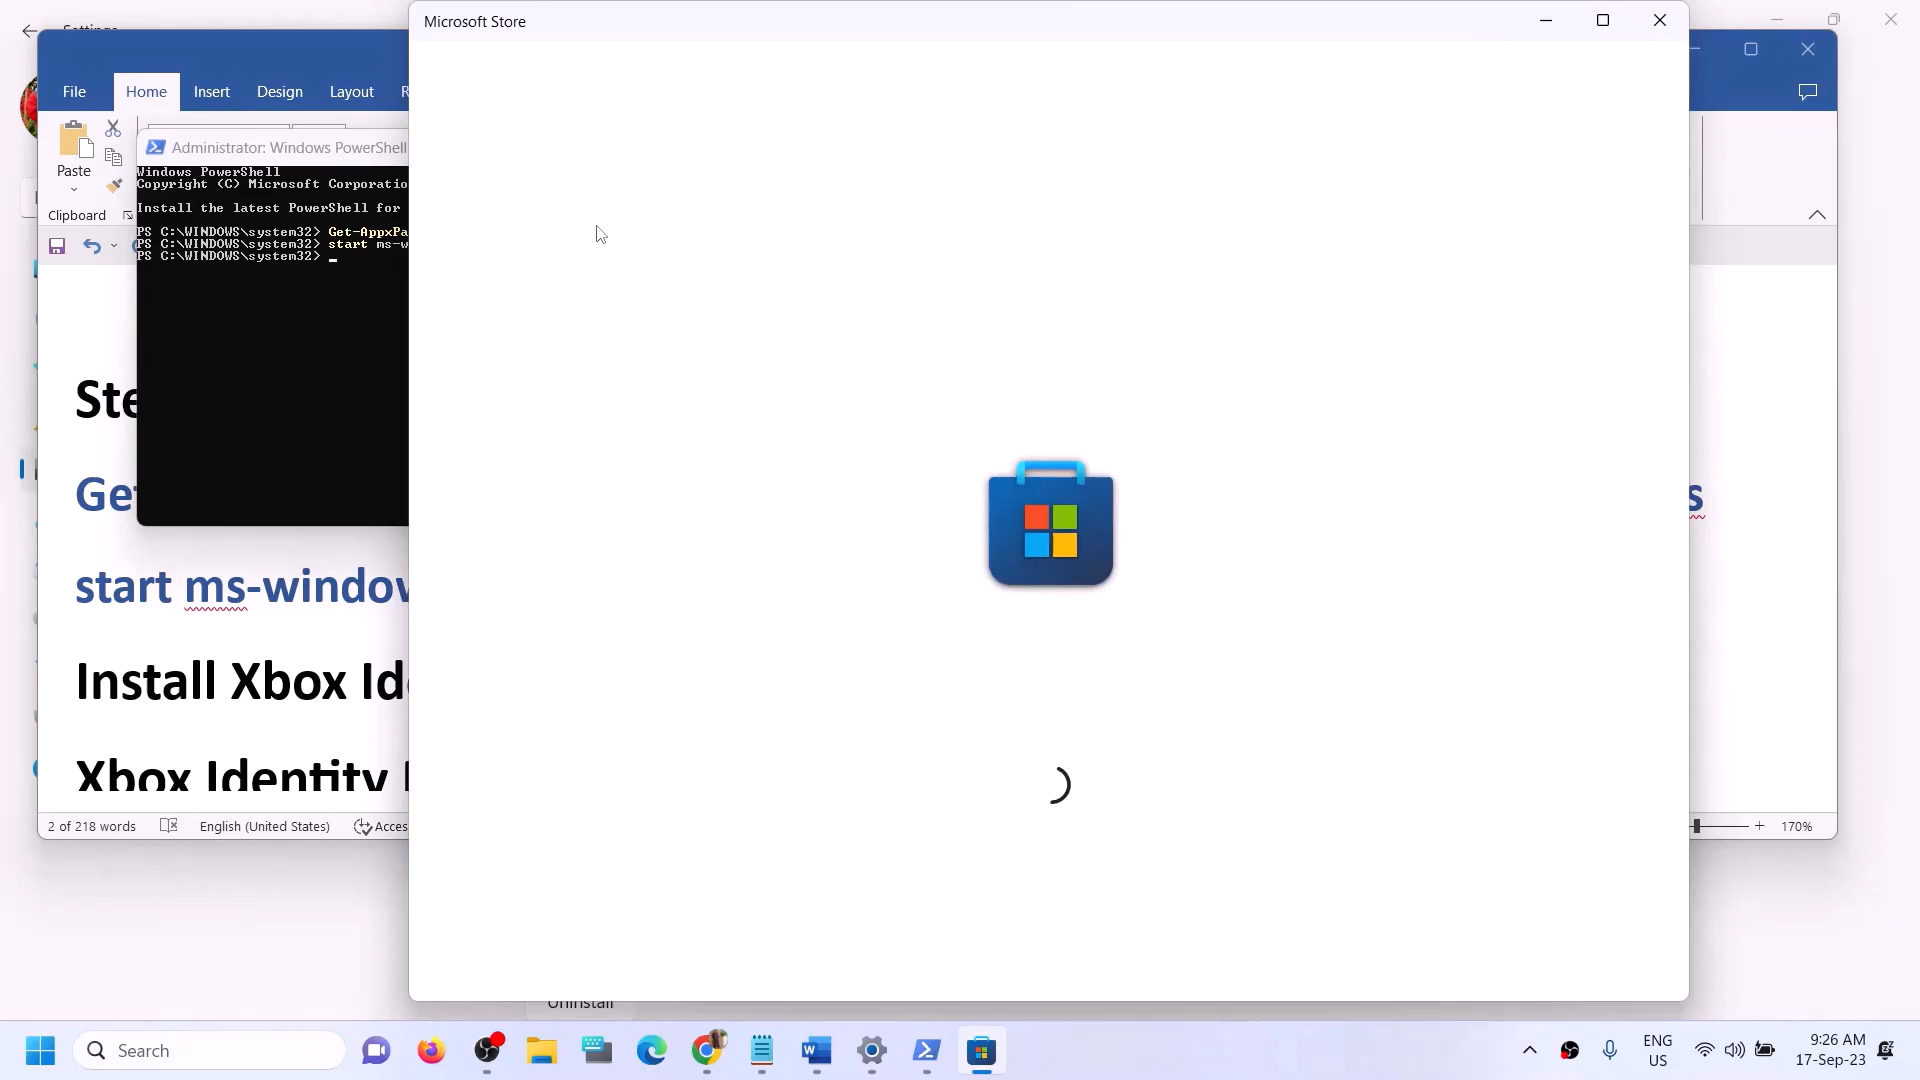 Microsoft Store
File
Home
Insert
Design
Layout
Paste
Clipboard
Administrator: Windows PowerShell
Windows PowerShell
Copyright (C) Microsoft Corporatio
Install the latest PowerShell for
PS C:\WINDOWS\system32> Get-AppxPa
PS C:\WINDOWS\system32> start ms-w
PS C:\WINDOWS\system32>
Ste
Get
s
start ms-window
Install Xbox Ide
Xbox Identity
2 of 218 words
English (United States)
Acces
170%
Uninstall
Search
ENG
US
9:26 AM
17-Sep-23